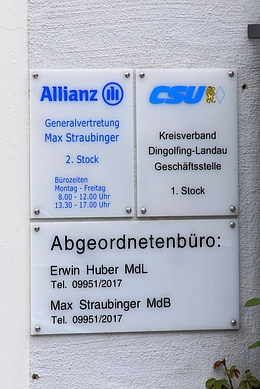 Allianz
Generalvertretung
Max Straubinger
2. Stock
Bürozeiten
Montag - Freitag
8.00 - 12.00 Uhr
13.30 - 17.00 Uhr
CSU
Kreisverband
Dingolfing-Landau
Geschäftsstelle
1. Stock
Abgeordnetenbüro:
Erwin Huber MdL
Tel. 09951/2017
Max Straubinger MdB
Tel. 09951/2017